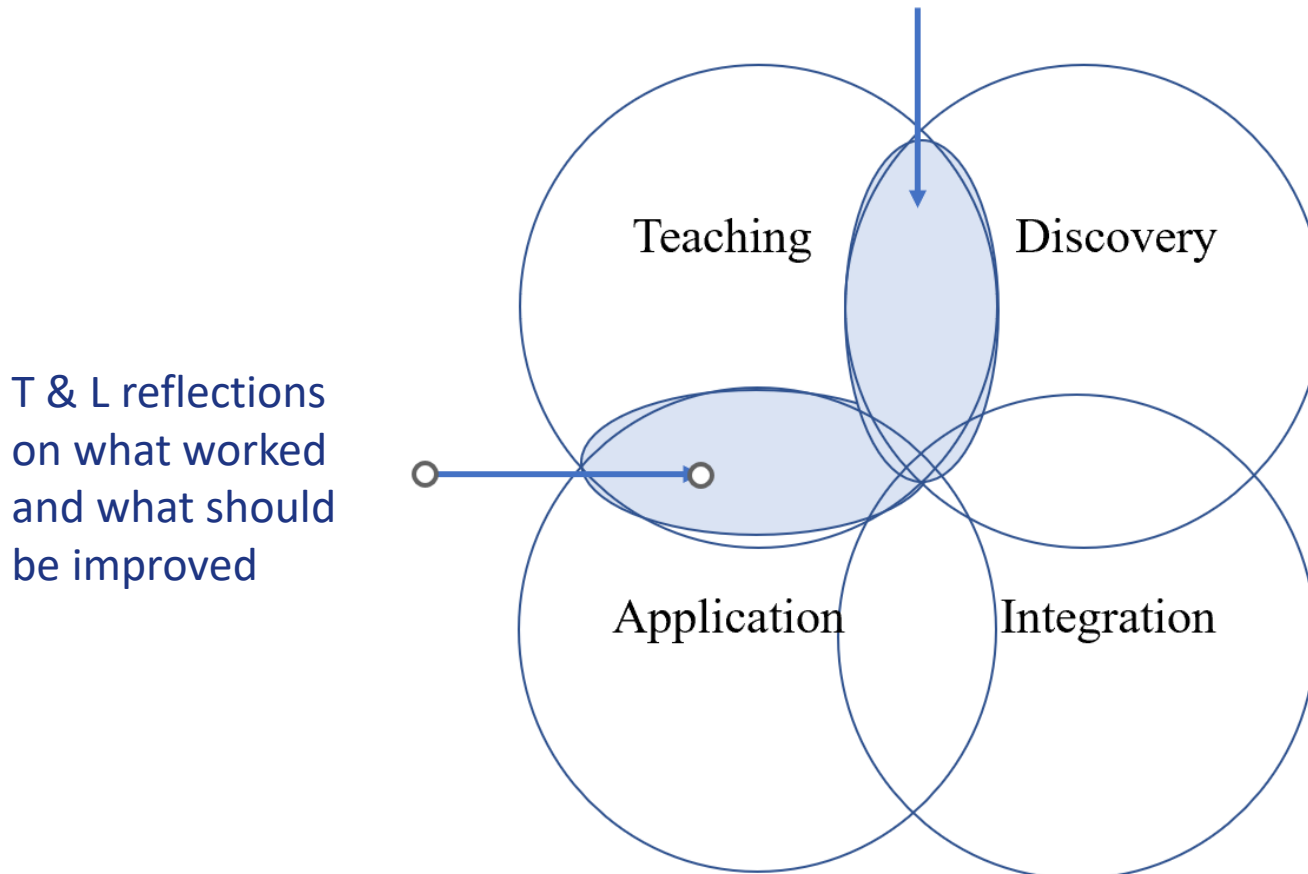 Teaching
Discovery
T & L reflections
on what worked
and what should
be improved
Application
Integration